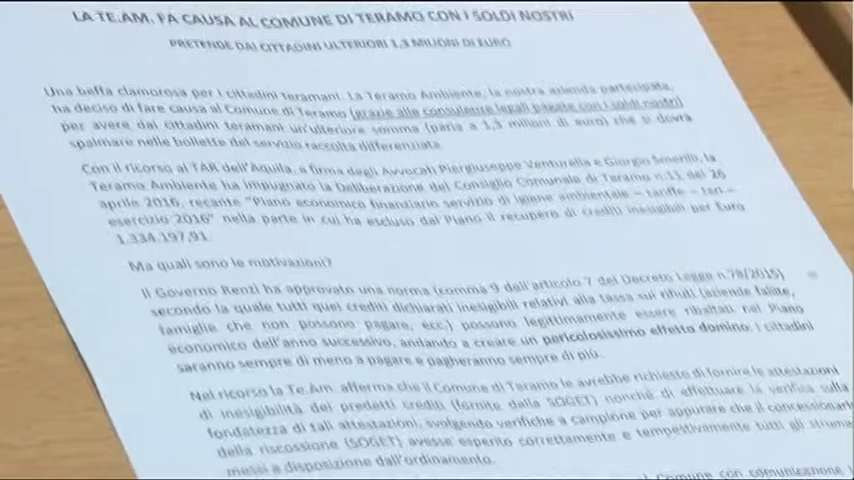 LA TE.AM. FA CAUSA AL COMUNE DI TERAMO CON I SOLDI NOSTRI
PRETENDE DAI CITTADINI ULTERIORI 1,3 MILIONI DI EURO
Una beffa clamorosa per i cittadini teramani. La Teramo Ambiente, la nostra azienda partecipata,
ha deciso di fare causa al Comune di Teramo (grazie alle consulenze legali pagate con i soldi nostri)
per avere dai cittadini teramani un'ulteriore somma (paria a 1,3 milioni di euro) che si dovrà
spalmare nelle bollette del servizio raccolta differenziata.
Con il ricorso al TAR dell'Aquila, a firma degli Avvocati Piergiuseppe Venturella e Giorgio Smerilli, la
Teramo Ambiente ha impugnato la Deliberazione del Consiglio Comunale di Teramo n.11 del 26
aprile 2016, recante "Piano economico finanziario servizio di igiene ambientale – tariffe – tari –
esercizio 2016" nella parte in cui ha escluso dal Piano il recupero di crediti inesigibili per Euro
1.334.197,91.
Ma quali sono le motivazioni?
Il Governo Renzi ha approvato una norma (comma 9 dell'articolo 7 del Decreto Legge n.78/2015)
secondo la quale tutti quei crediti dichiarati inesigibili relativi alla tassa sui rifiuti (aziende fallite,
famiglie che non possono pagare, ecc.) possono legittimamente essere ribaltati nel Piano
economico dell'anno successivo, andando a creare un pericolosissimo effetto domino: i cittadini
saranno sempre di meno a pagare e pagheranno sempre di più.
Nel ricorso la Te.Am. afferma che il Comune di Teramo le avrebbe richiesto di fornire le attestazioni
di inesigibilità dei predetti crediti (fornite dalla SOGET) nonché di effettuare la verifica sulla
fondatezza di tali attestazioni, svolgendo verifiche a campione per appurare che il concessionario
della riscossione (SOGET) avesse esperito correttamente e tempestivamente tutti gli strume
messi a disposizione dall'ordinamento.
Comune con comunicazione